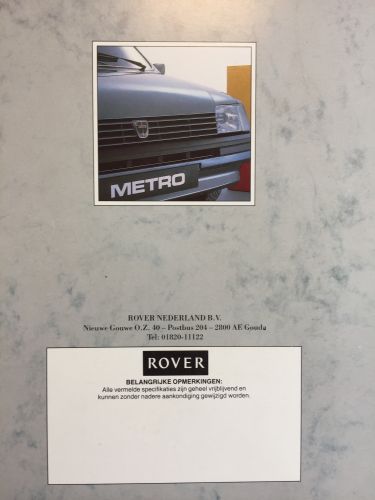 METRO
ROVER NEDERLAND B.V.
Nieuwe Gouwe O.Z. 40 – Postbus 204 – 2800 AE Gouda
Tel: 01820-11122
ROVER
BELANGRIJKE OPMERKINGEN:
Alle vermelde specifikaties zijn geheel vrijblijvend en
kunnen zonder nadere aankondiging gewijzigd worden.